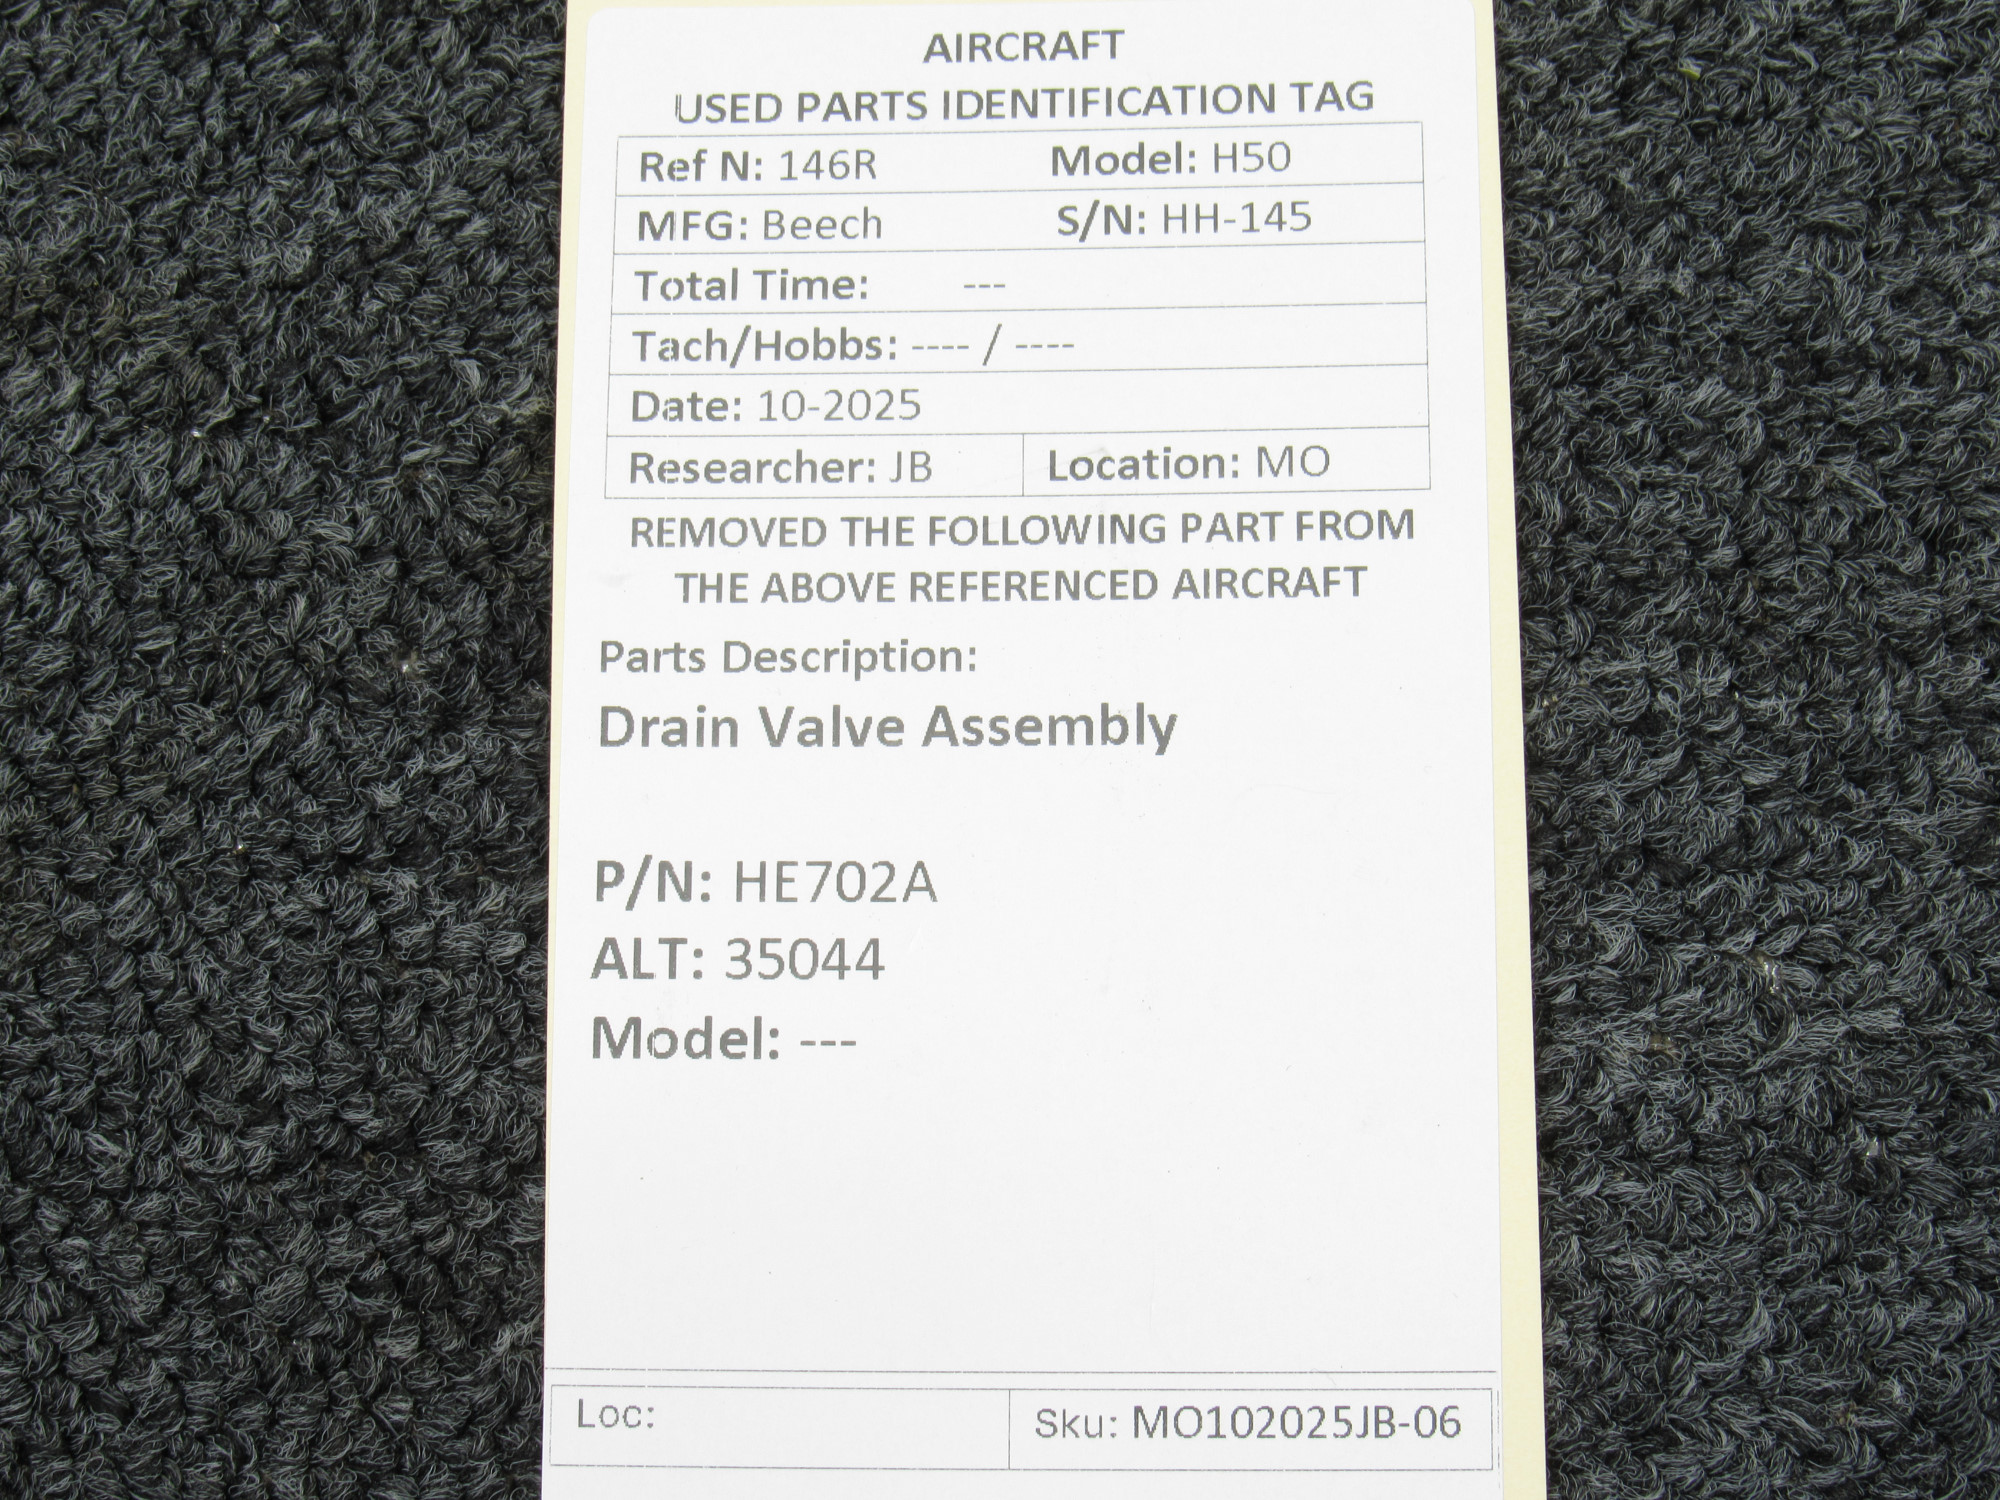 AIRCRAFT
USED PARTS IDENTIFICATION TAG
Ref N: 146R Model: H50
MFG: Beech S/N: HH-145
Total Time: ---
Tach/Hobbs: ---- / ----
Date: 10-2025
Researcher: JB Location: MO
REMOVED THE FOLLOWING PART FROM
THE ABOVE REFERENCED AIRCRAFT
Parts Description:
Drain Valve Assembly
P/N: HE702A
ALT: 35044
Model: ---
Loc: Sku: MO102025JB-06